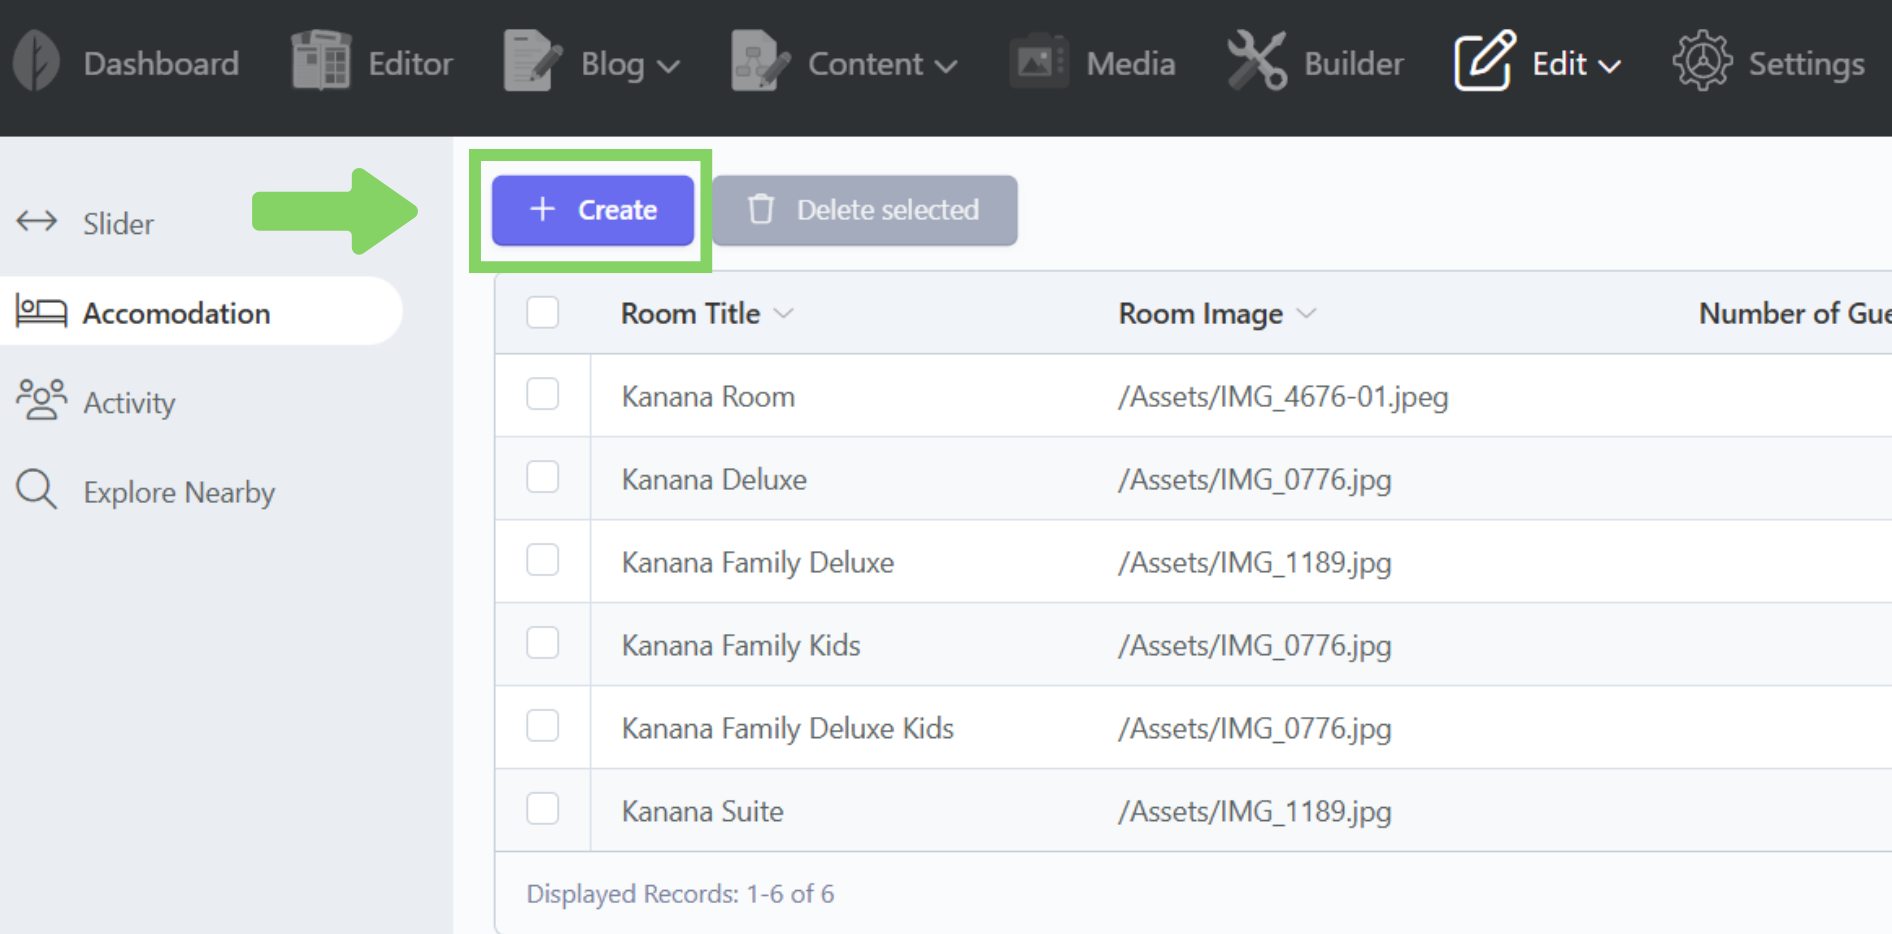 Dashboard Editor Blog Content Media Builder Edit Settings
Slider
Accomodation
Activity
Explore Nearby
+ Create Delete selected
Room Title Room Image Number of Gue
Kanana Room /Assets/IMG_4676-01.jpeg
Kanana Deluxe /Assets/IMG_0776.jpg
Kanana Family Deluxe /Assets/IMG_1189.jpg
Kanana Family Kids /Assets/IMG_0776.jpg
Kanana Family Deluxe Kids /Assets/IMG_0776.jpg
Kanana Suite /Assets/IMG_1189.jpg
Displayed Records: 1-6 of 6